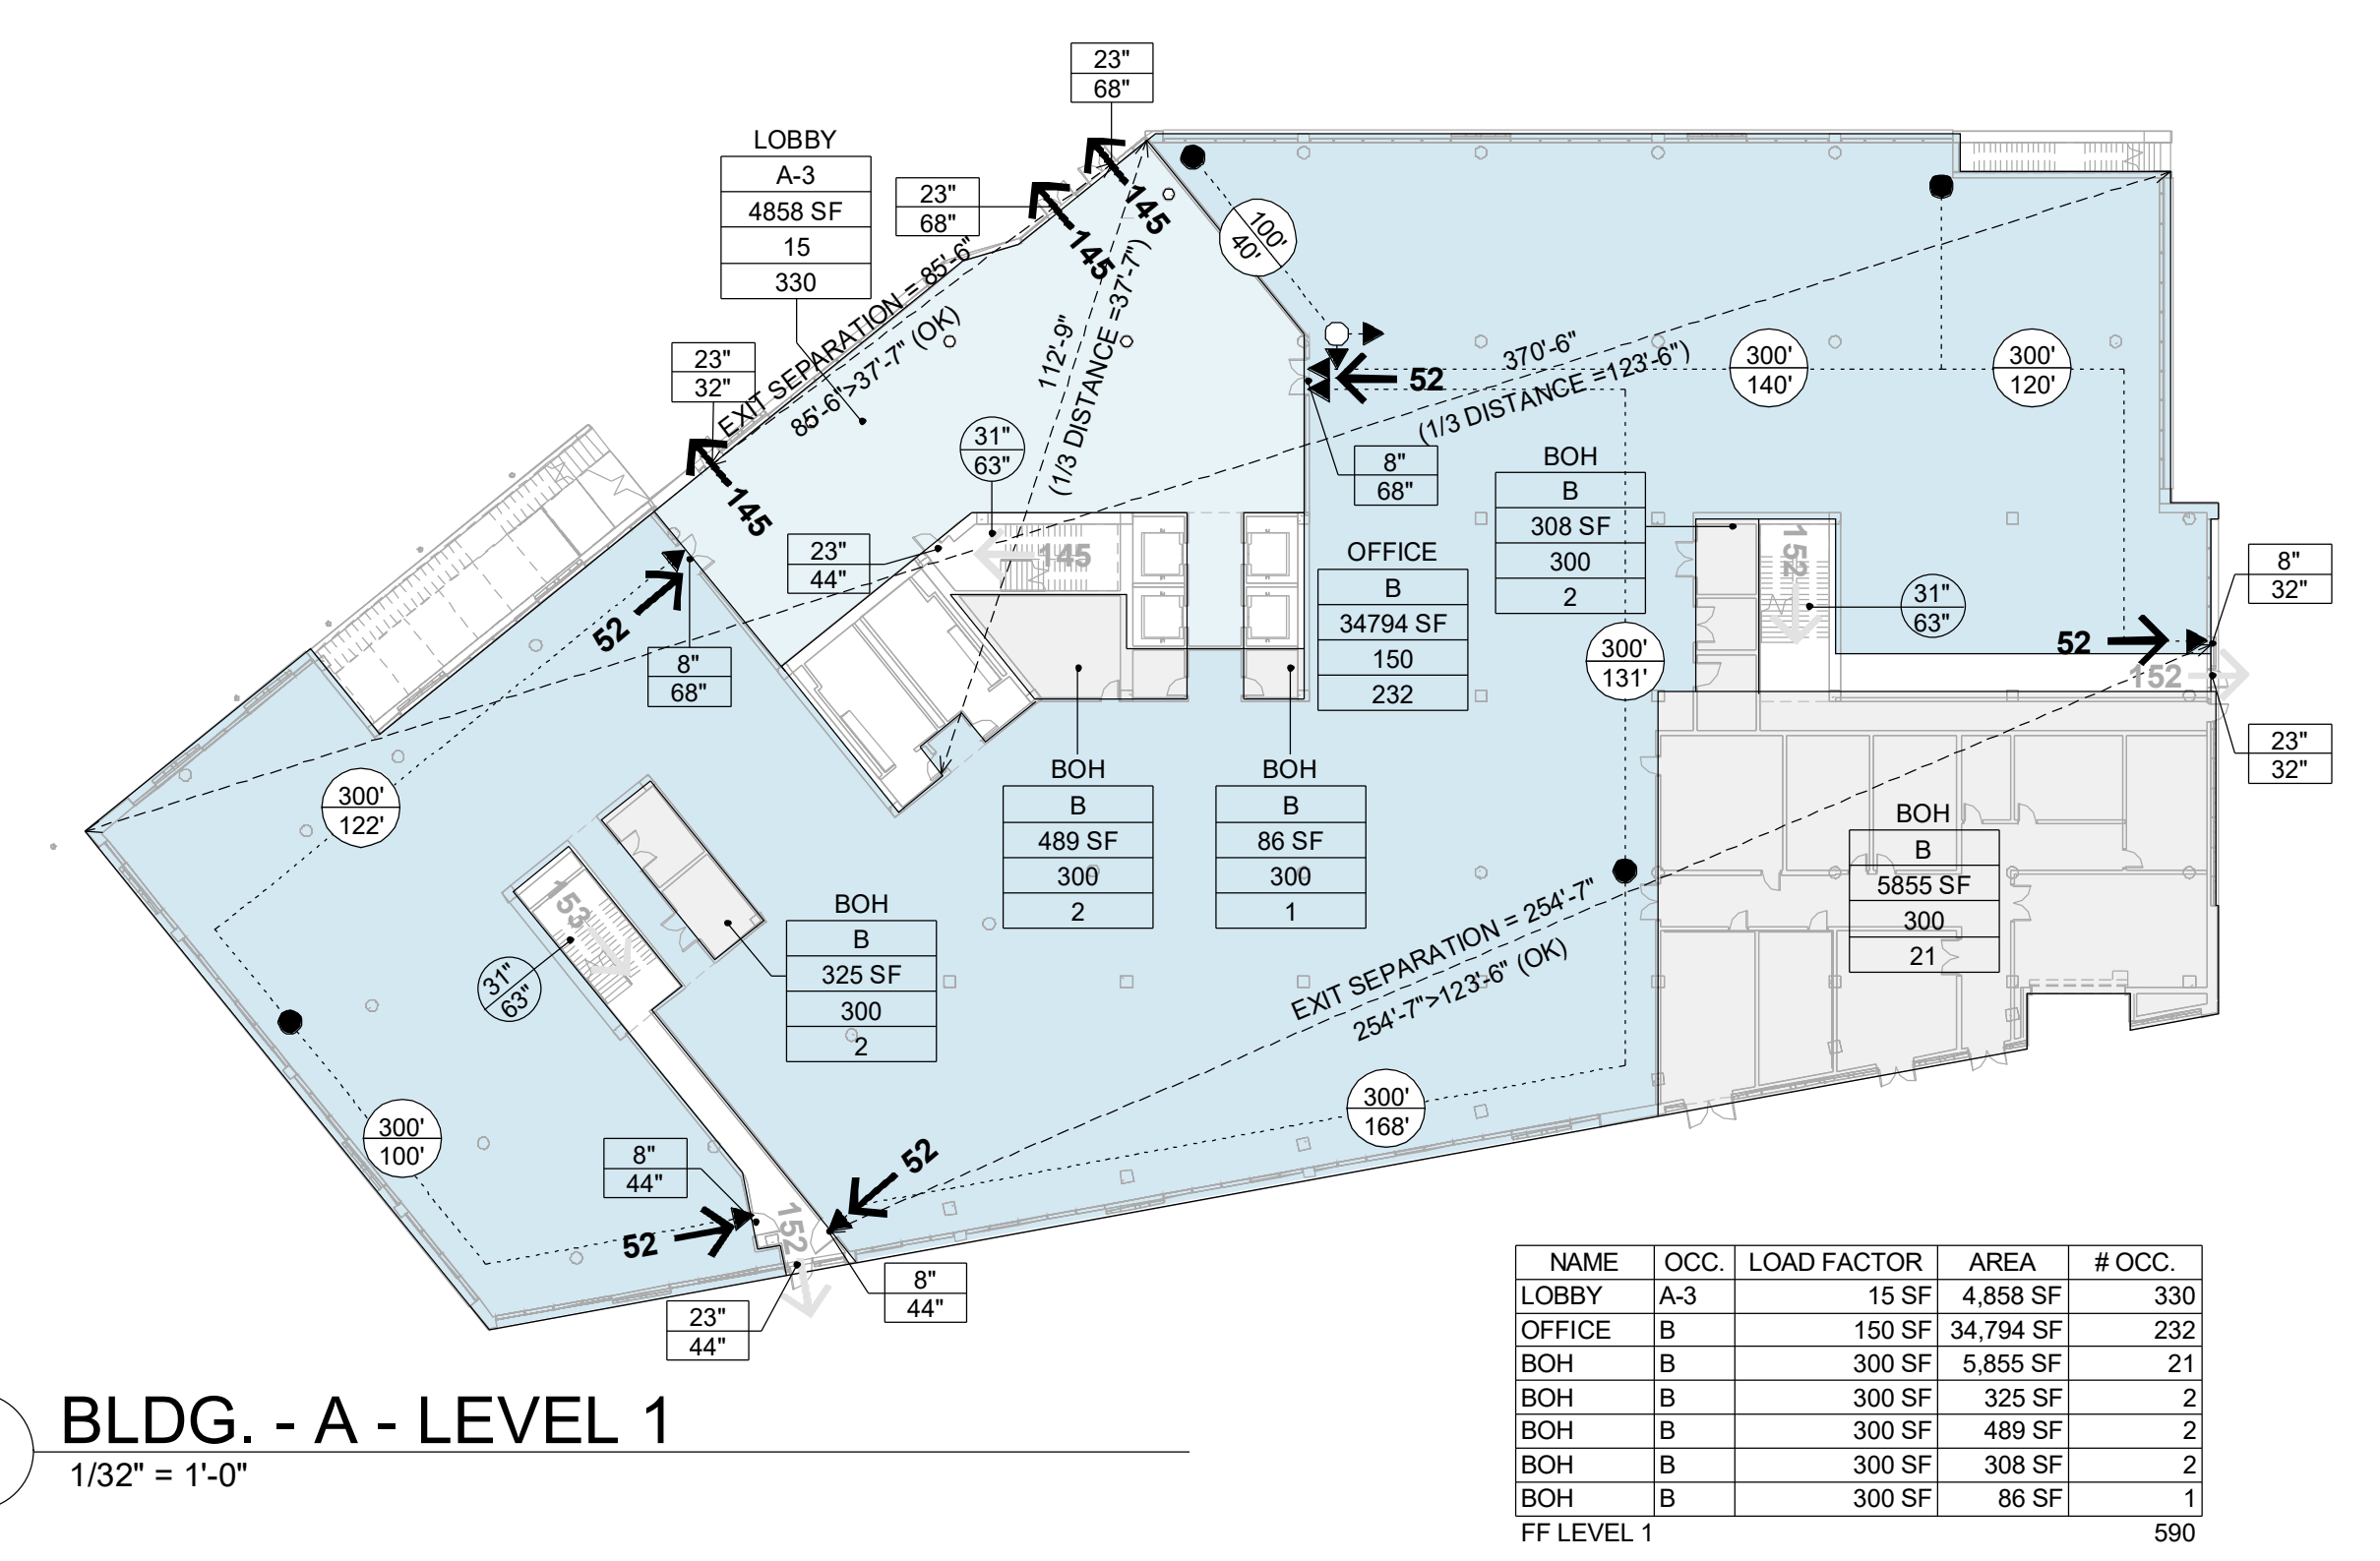 23"
68"
LOBBY
A-3
4858 SF
15
330
23"
68"
145
145
100'
40'
EXIT SEPARATION = 85'-6"
85'-6">37'-7" (OK)
112'-9"
(1/3 DISTANCE =37'-7")
23"
32"
145
52
370'-6"
(1/3 DISTANCE =123'-6")
300'
140'
300'
120'
31"
63"
8"
68"
BOH
B
308 SF
300
2
23"
44"
145
OFFICE
B
34794 SF
150
232
152
31"
63"
8"
32"
52
8"
68"
300'
131'
52
152
23"
32"
300'
122'
BOH
B
489 SF
300
2
BOH
B
86 SF
300
1
BOH
B
5855 SF
300
21
153
31"
63"
BOH
B
325 SF
300
2
EXIT SEPARATION = 254'-7"
254'-7">123'-6" (OK)
300'
100'
300'
168'
8"
44"
52
52
152
8"
44"
23"
44"
NAME OCC. LOAD FACTOR AREA # OCC.
LOBBY A-3 15 SF 4,858 SF 330
OFFICE B 150 SF 34,794 SF 232
BOH B 300 SF 5,855 SF 21
BOH B 300 SF 325 SF 2
BOH B 300 SF 489 SF 2
BOH B 300 SF 308 SF 2
BOH B 300 SF 86 SF 1
FF LEVEL 1 590
BLDG. - A - LEVEL 1
1/32" = 1'-0"